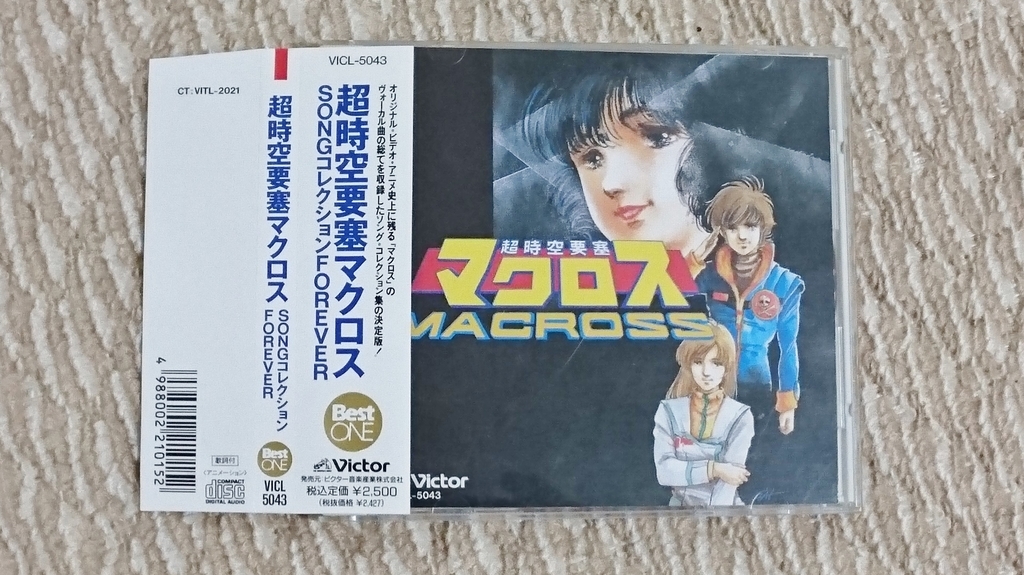 CT: VITL-2021
超時空要塞マクロス
SONGコレクション
FOREVER
4 988002 210152
歌詞付
(アニメーション)
COMPACT
disc
DIGITAL AUDIO
Best
ONE
VICL
5043
VICL-5043
オリジナル・ビデオ・アニメ史上に残る「マクロス」の
ヴォーカル曲の総てを収録したソング・コレクション集の決定版!
超時空要塞マクロス
SONGコレクションFOREVER
Best
ONE
Victor
発売元:ビクター音楽産業株式会社
税込定価 ¥2,500
(税抜価格 ¥2,427)
超時空要塞
マクロス
MACROSS
Victor
-5043